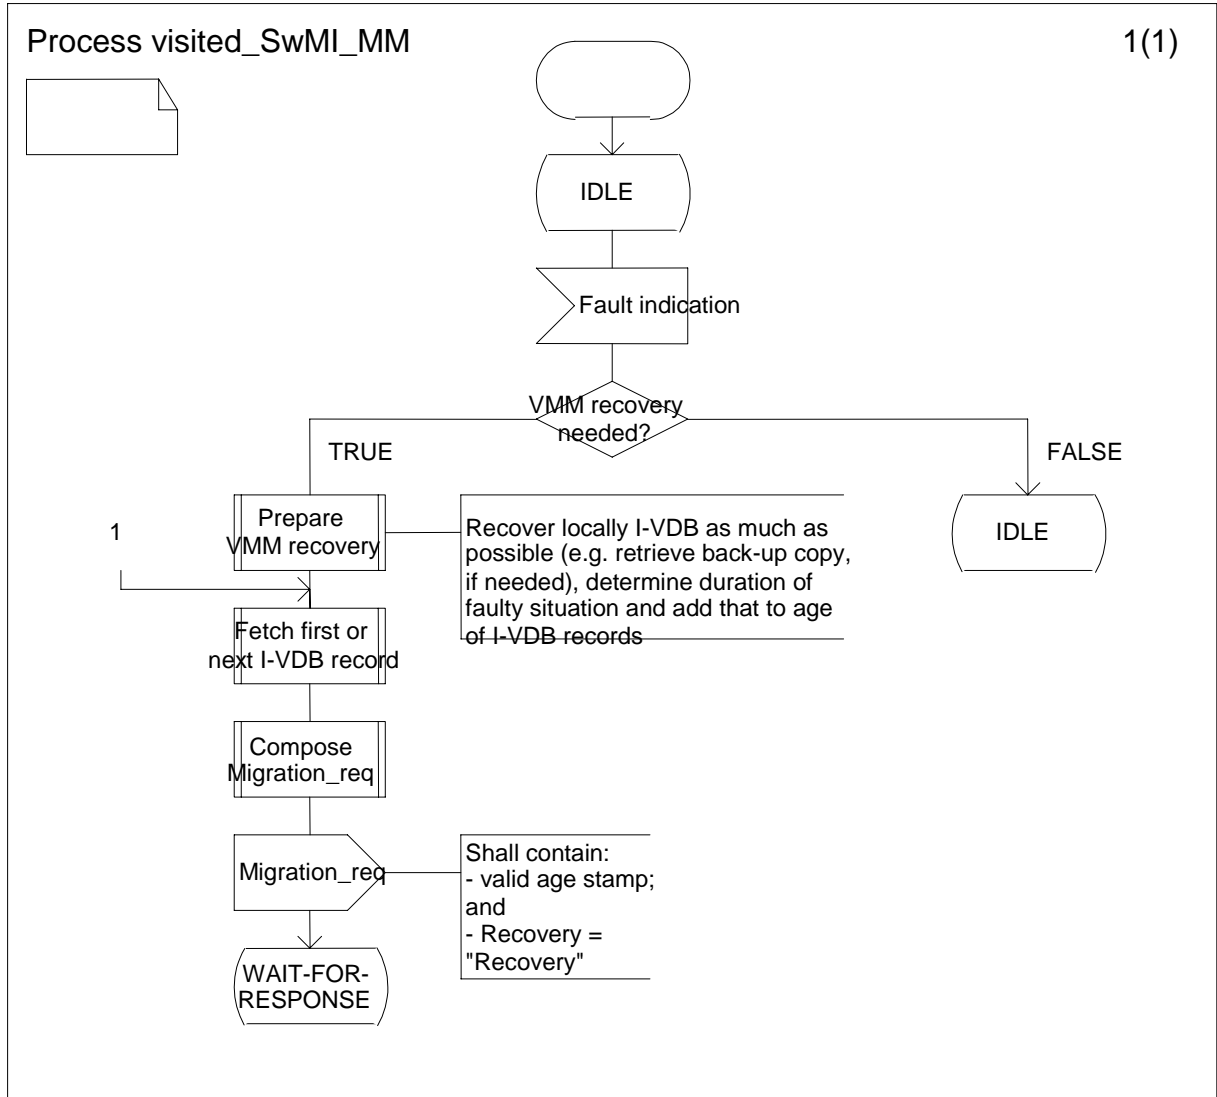 Process visited_SwMI_MM
1(1)
IDLE
Fault indication
VMM recovery
needed?
TRUE
FALSE
Prepare
VMM recovery
Recover locally I-VDB as much as
possible (e.g. retrieve back-up copy,
if needed), determine duration of
faulty situation and add that to age
of I-VDB records
1
IDLE
Fetch first or
next I-VDB record
Compose
Migration_req
Migration_req
Shall contain:
- valid age stamp;
and
- Recovery =
"Recovery"
WAIT-FOR-
RESPONSE